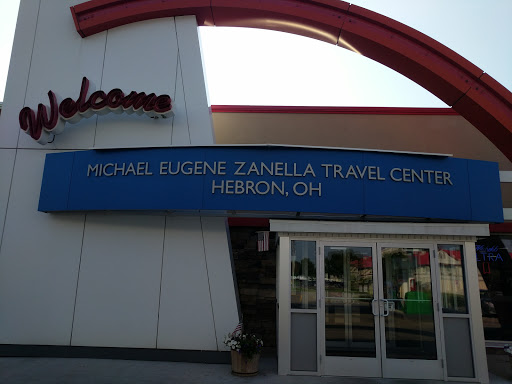 Welcome
MICHAEL EUGENE ZANELLA TRAVEL CENTER
HEBRON, OH